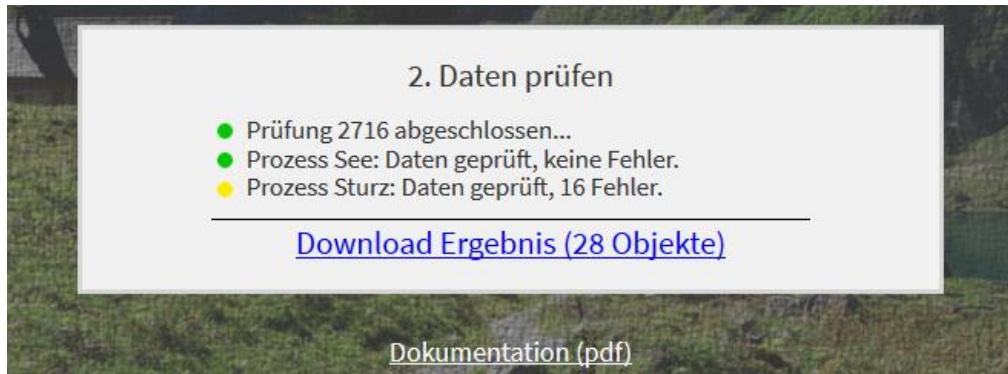 2. Daten prüfen
Prüfung 2716 abgeschlossen...
Prozess See: Daten geprüft, keine Fehler.
Prozess Sturz: Daten geprüft, 16 Fehler.
Download Ergebnis (28 Objekte)
Dokumentation (pdf)